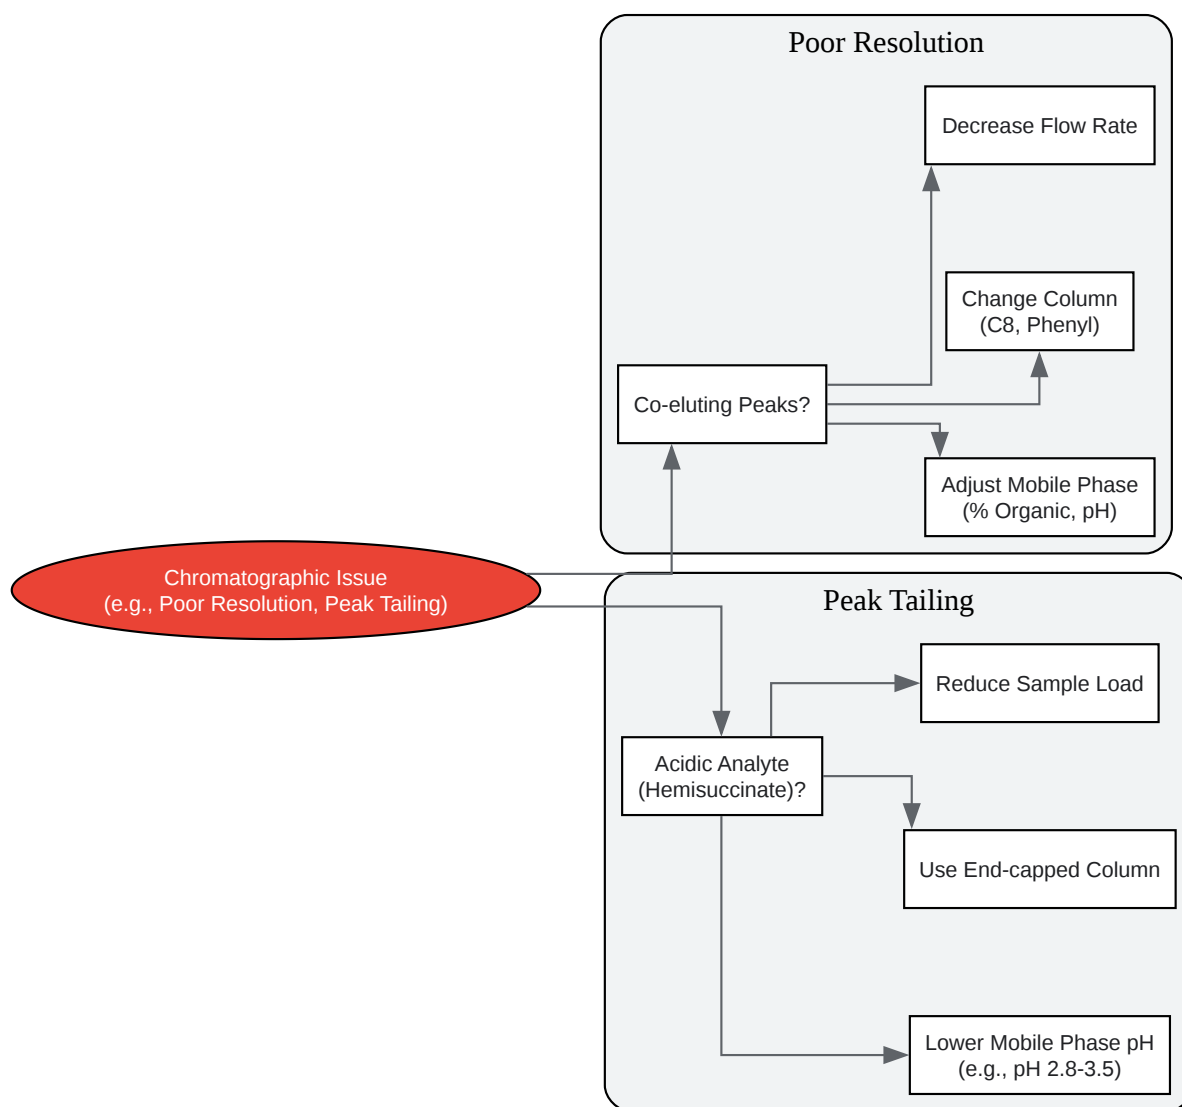 Poor Resolution
Decrease Flow Rate
Change Column
(C8, Phenyl)
Co-eluting Peaks?
Adjust Mobile Phase
(% Organic, pH)
Chromatographic Issue
(e.g., Poor Resolution, Peak Tailing)
Peak Tailing
Reduce Sample Load
Acidic Analyte
(Hemisuccinate)?
Use End-capped Column
Lower Mobile Phase pH
(e.g., pH 2.8-3.5)